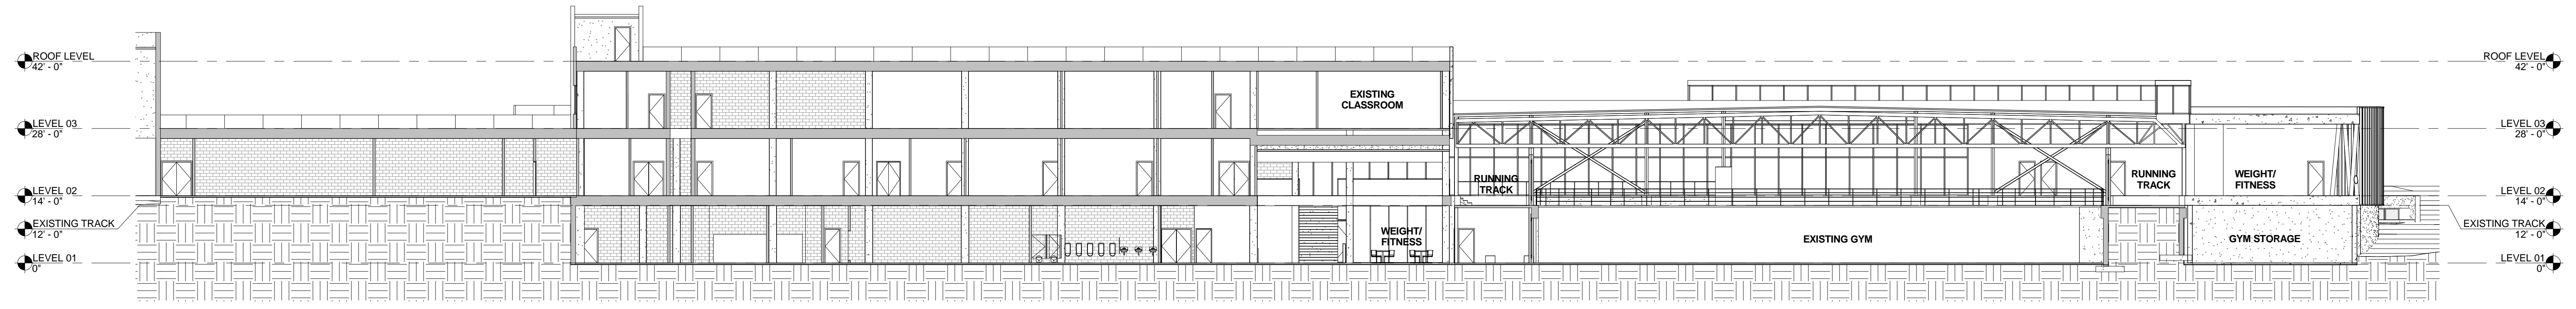 ROOF LEVEL
42' - 0"
LEVEL 03
28' - 0"
LEVEL 02
14' - 0"
EXISTING TRACK
12' - 0"
LEVEL 01
0"
EXISTING
CLASSROOM
WEIGHT/
FITNESS
RUNNING
TRACK
EXISTING GYM
RUNNING
TRACK
WEIGHT/
FITNESS
GYM STORAGE
ROOF LEVEL
42' - 0"
LEVEL 03
28' - 0"
LEVEL 02
14' - 0"
EXISTING TRACK
12' - 0"
LEVEL 01
0"